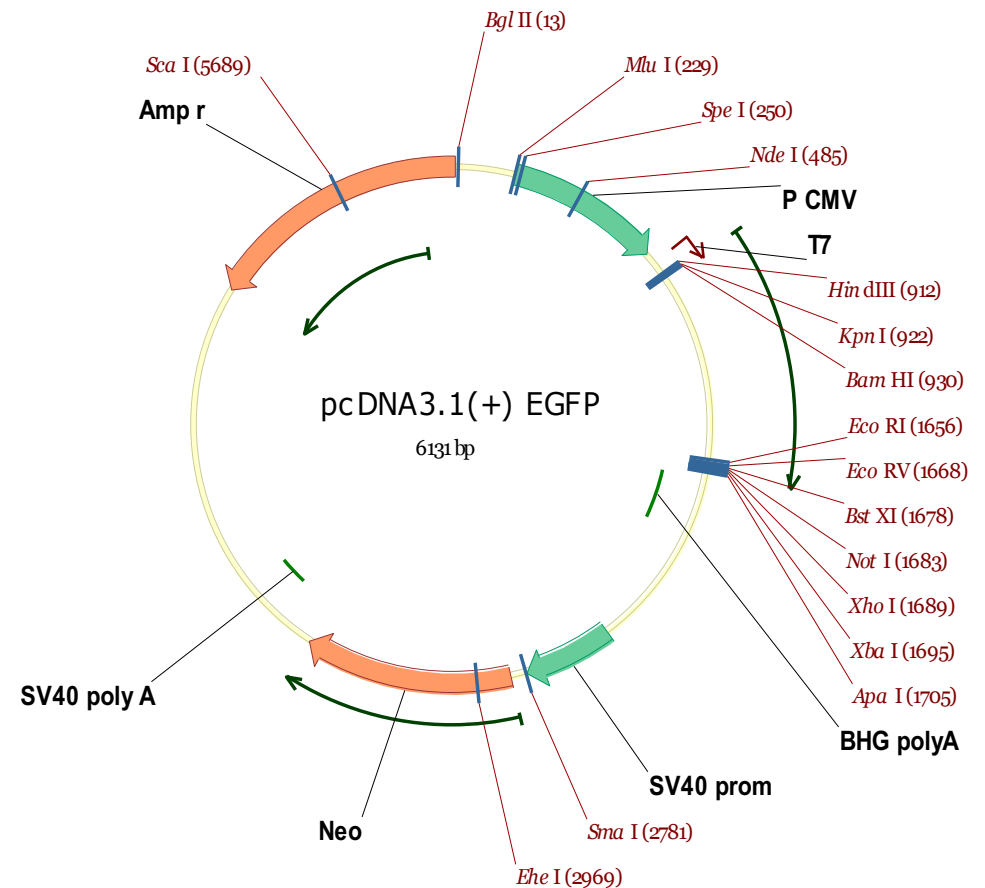 Bgl II (13)
Sca I (5689)
Mlu I (229)
Amp r
Spe I (250)
Nde I (485)
P CMV
T7
Hin dIII (912)
Kpn I (922)
Bam HI (930)
pcDNA3.1(+) EGFP
6131 bp
Eco RI (1656)
Eco RV (1668)
Bst XI (1678)
Not I (1683)
Xho I (1689)
Xba I (1695)
Apa I (1705)
SV40 poly A
BHG polyA
SV40 prom
Neo
Sma I (2781)
Ehe I (2969)